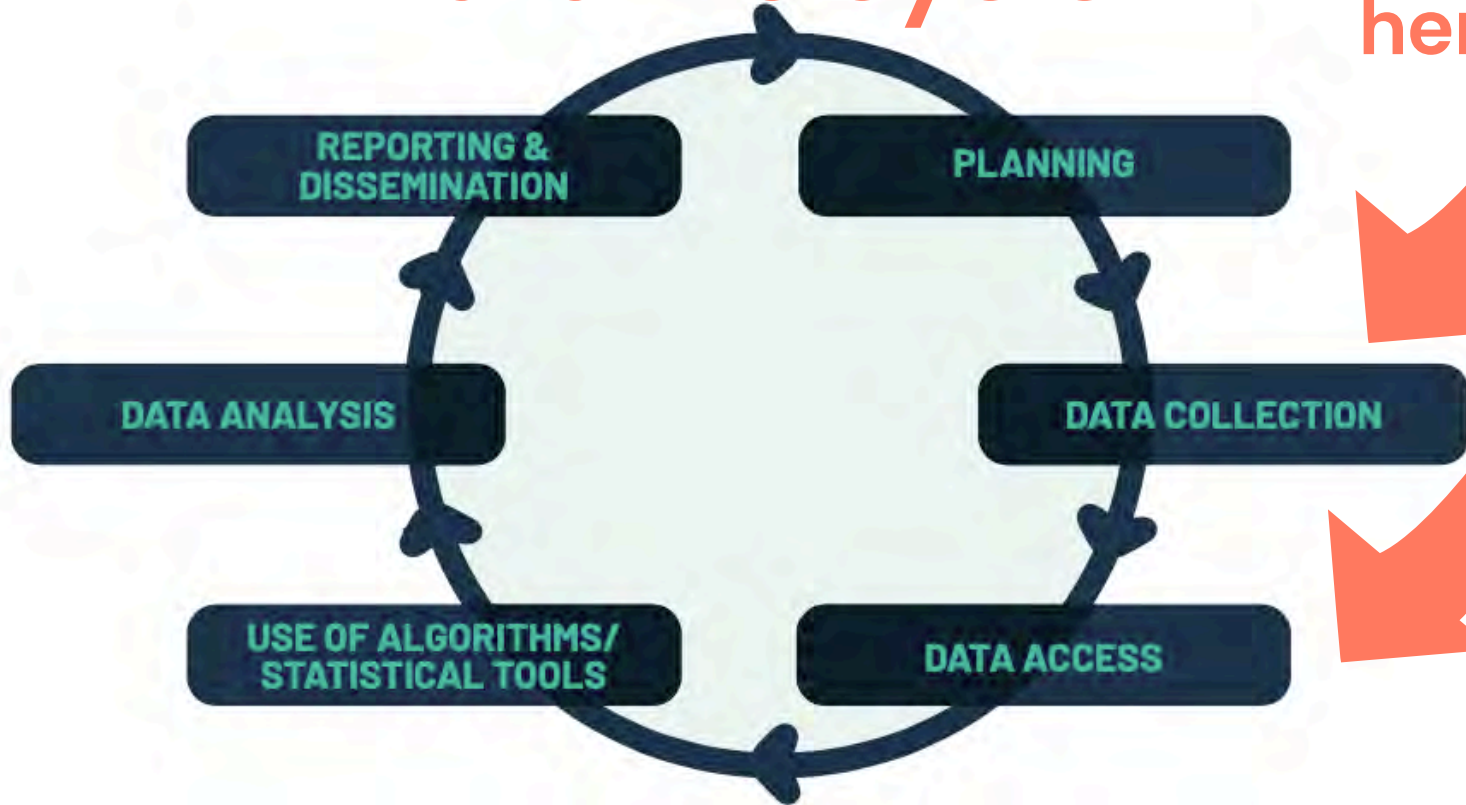 REPORTING &
DISSEMINATION
PLANNING
DATA ANALYSIS
DATA COLLECTION
USE OF ALGORITHMS/
STATISTICAL TOOLS
DATA ACCESS